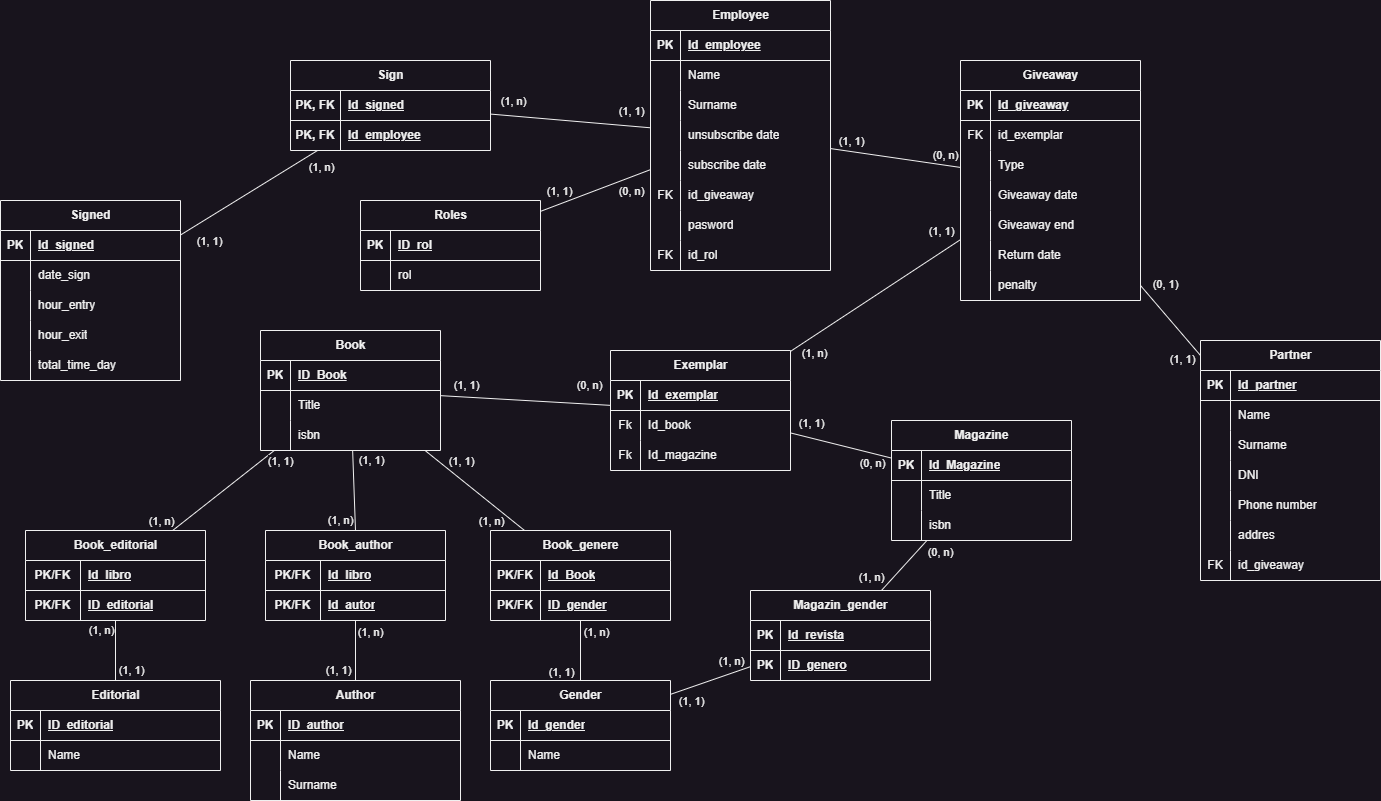 Employee
PK Id_employee
Name
Surname
unsubscribe date
subscribe date
FK id_giveaway
pasword
FK id_rol
Sign
PK, FK Id_signed
PK, FK Id_employee
(1, n)
(1, 1)
Giveaway
PK Id_giveaway
FK id_exemplar
Type
Giveaway date
Giveaway end
Return date
penalty
(1, 1)
(0, n)
(1, n)
(1, 1)
Signed
PK Id_signed
date_sign
hour_entry
hour_exit
total_time_day
Roles
PK ID_rol
rol
(1, 1)
(0, n)
(1, 1)
(1, n)
(0, 1)
(1, 1)
Book
PK ID_Book
Title
isbn
(1, 1)
(0, n)
Exemplar
PK Id_exemplar
Fk Id_book
Fk Id_magazine
(1, 1)
(0, n)
Partner
PK Id_partner
Name
Surname
DNI
Phone number
addres
FK id_giveaway
Magazine
PK Id_Magazine
Title
isbn
(1, 1)
(1, 1)
(1, 1)
(1, n)
(1, n)
(1, n)
Book_editorial
PK/FK Id_libro
PK/FK ID_editorial
Book_author
PK/FK Id_libro
PK/FK Id_autor
Book_genere
PK/FK Id_Book
PK/FK ID_gender
(0, n)
(1, n)
Magazin_gender
PK Id_revista
PK ID_genero
(1, n)
(1, 1)
(1, n)
(1, 1)
(1, n)
(1, 1)
(1, n)
(1, 1)
Editorial
PK ID_editorial
Name
Author
PK ID_author
Name
Surname
Gender
PK Id_gender
Name